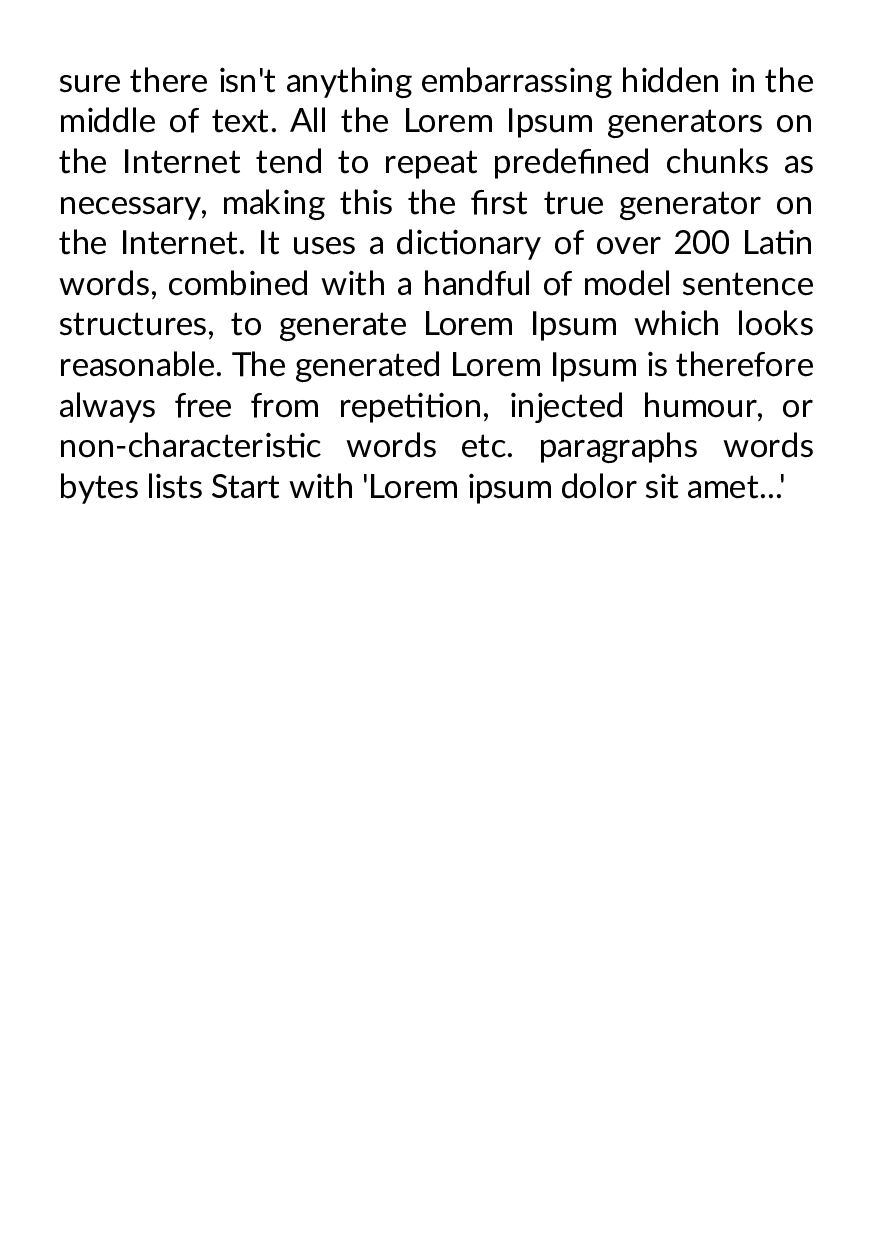 sure there isn't anything embarrassing hidden in the
middle of text. All the Lorem Ipsum generators on
the Internet tend to repeat predefined chunks as
necessary, making this the first true generator on
the Internet. It uses a dictionary of over 200 Latin
words, combined with a handful of model sentence
structures, to generate Lorem Ipsum which looks
reasonable. The generated Lorem Ipsum is therefore
always free from repetition, injected humour, or
non-characteristic words etc. paragraphs words
bytes lists Start with 'Lorem ipsum dolor sit amet...'